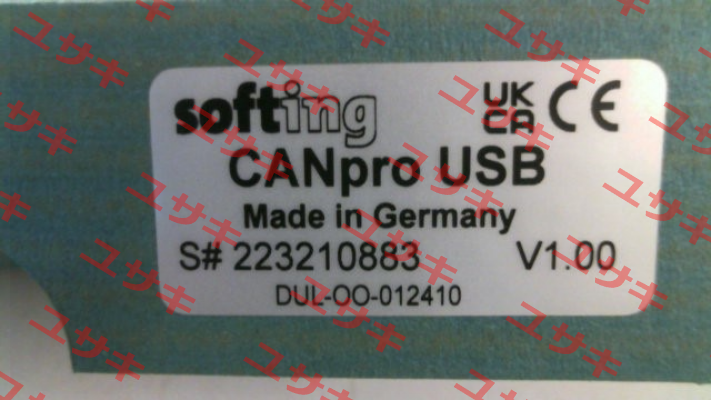 softing UK CA CE
CANpro USB
Made in Germany
S# 223210883 V1.00
DUL-OO-012410
ユサキ